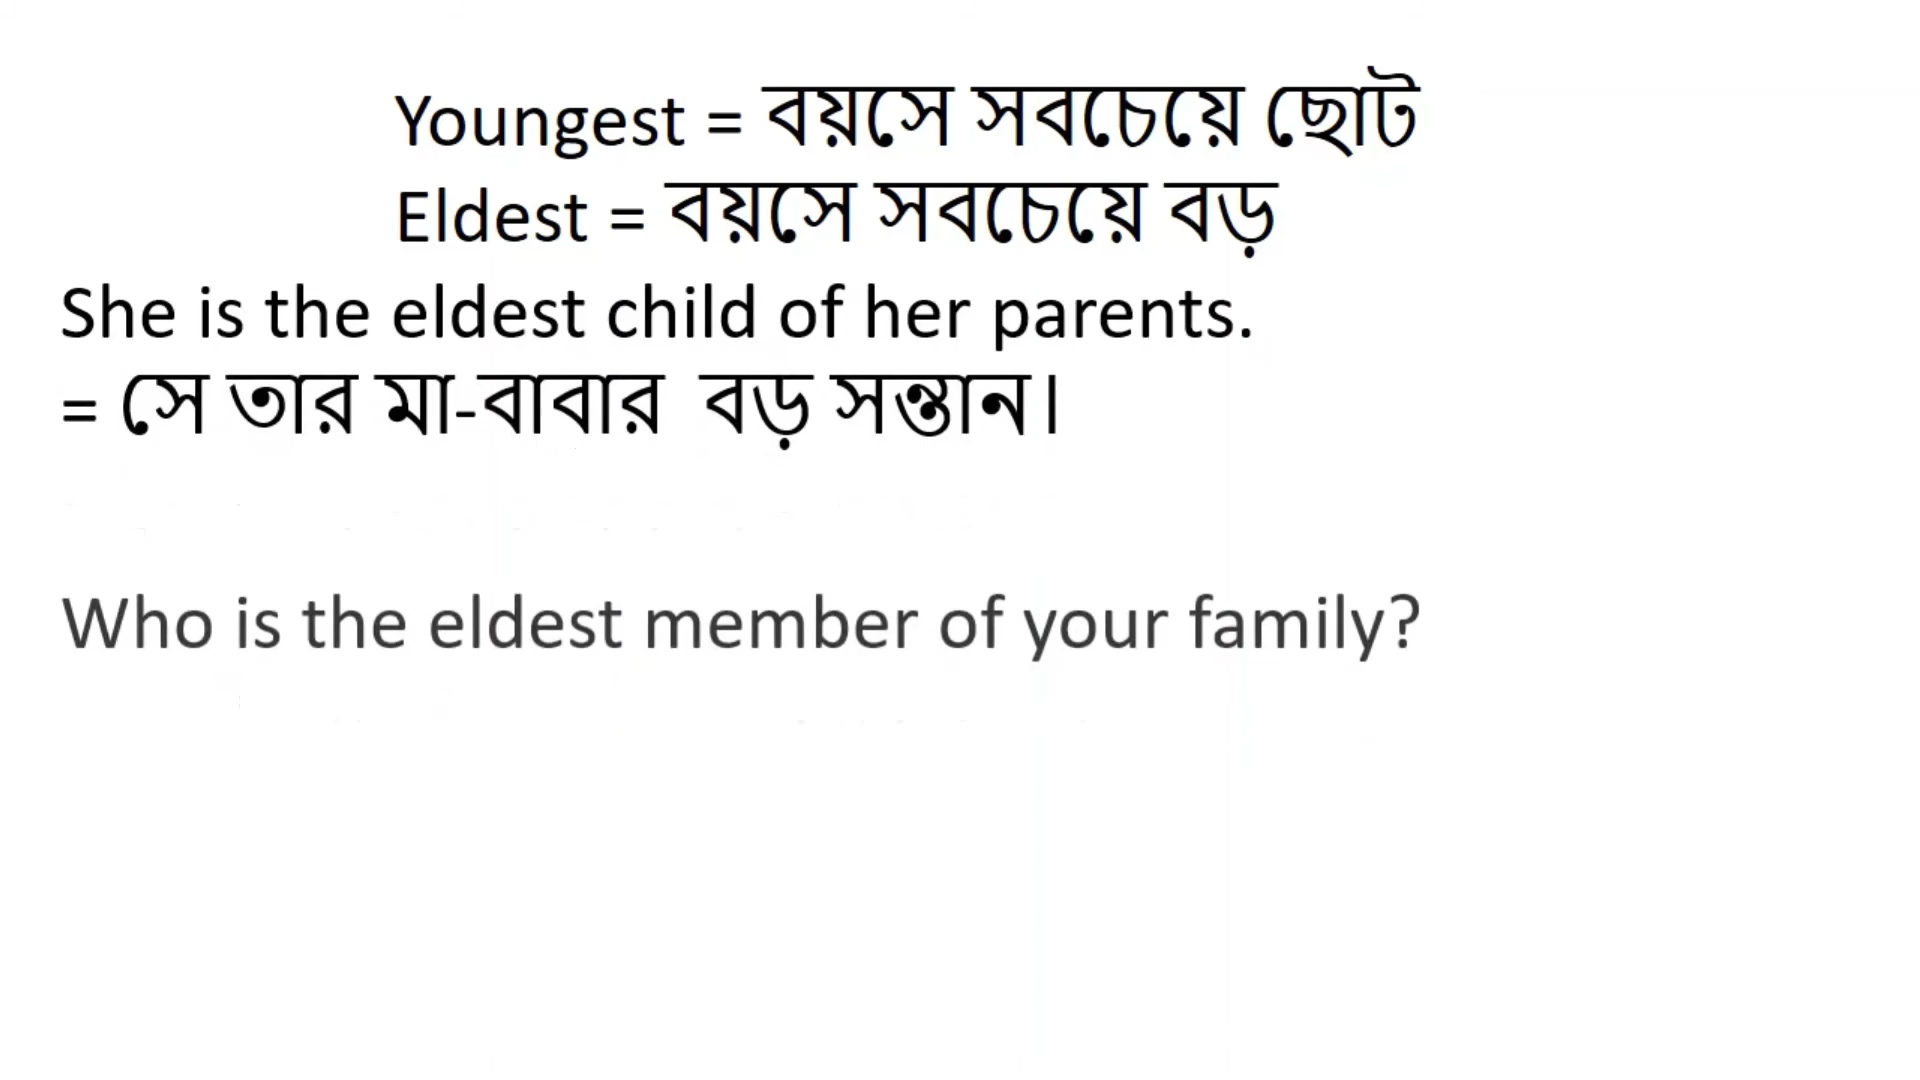 Youngest = বয়সে সবচেয়ে ছোট
Eldest = বয়সে সবচেয়ে বড়
She is the eldest child of her parents.
= সে তার মা-বাবার বড় সন্তান।
Who is the eldest member of your family?